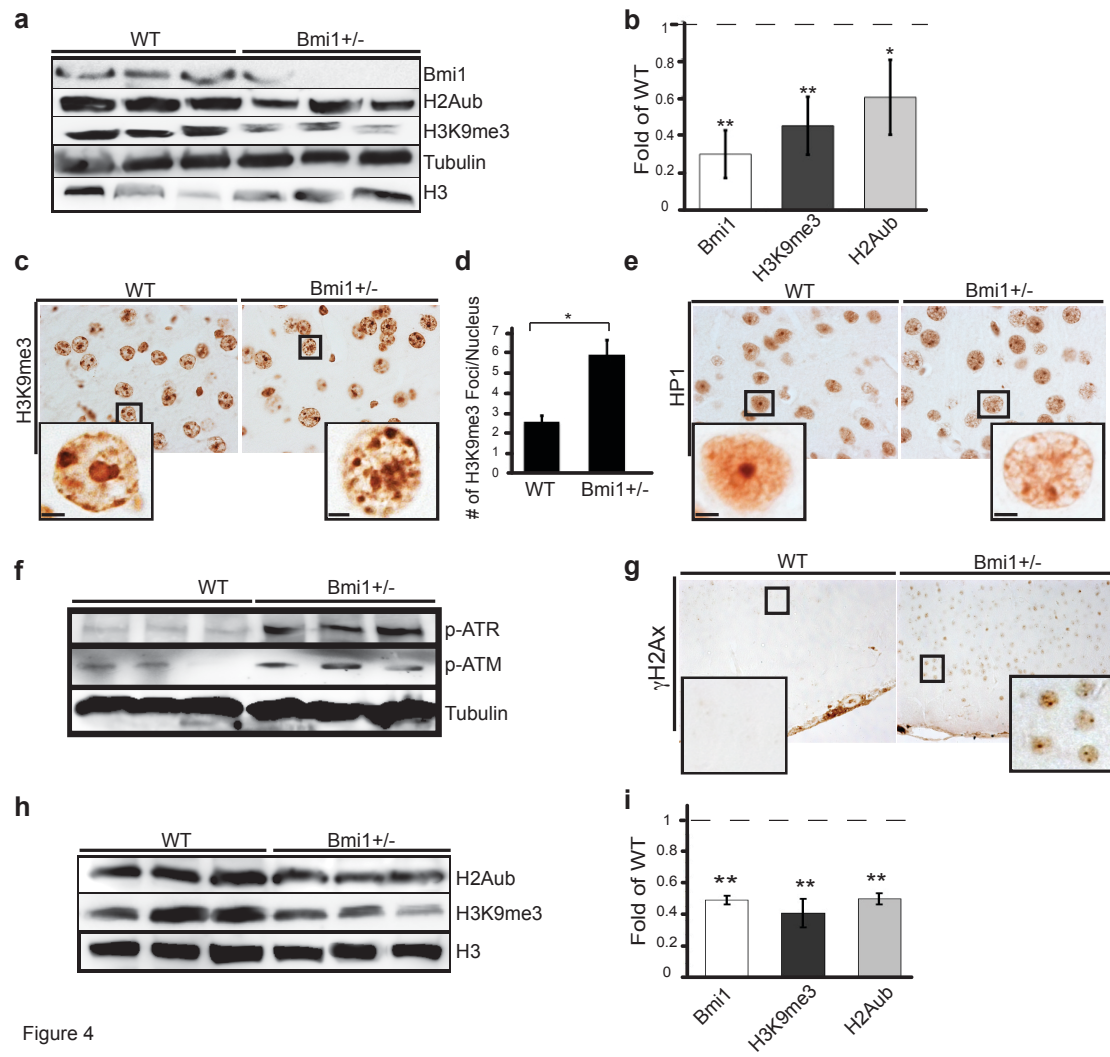 a
WT Bmi1+/-
Bmi1
H2Aub
H3K9me3
Tubulin
H3
b
Fold of WT
1
0.8
0.6
0.4
0.2
0
**
**
*
Bmi1
H3K9me3
H2Aub
c
WT Bmi1+/-
H3K9me3
d
# of H3K9me3 Foci/Nucleus
7
6
5
4
3
2
1
0
*
WT Bmi1+/-
e
WT Bmi1+/-
HP1
f
WT Bmi1+/-
p-ATR
p-ATM
Tubulin
g
WT Bmi1+/-
γH2Ax
h
WT Bmi1+/-
H2Aub
H3K9me3
H3
i
Fold of WT
1
0.8
0.6
0.4
0.2
0
**
**
**
Bmi1
H3K9me3
H2Aub
Figure 4